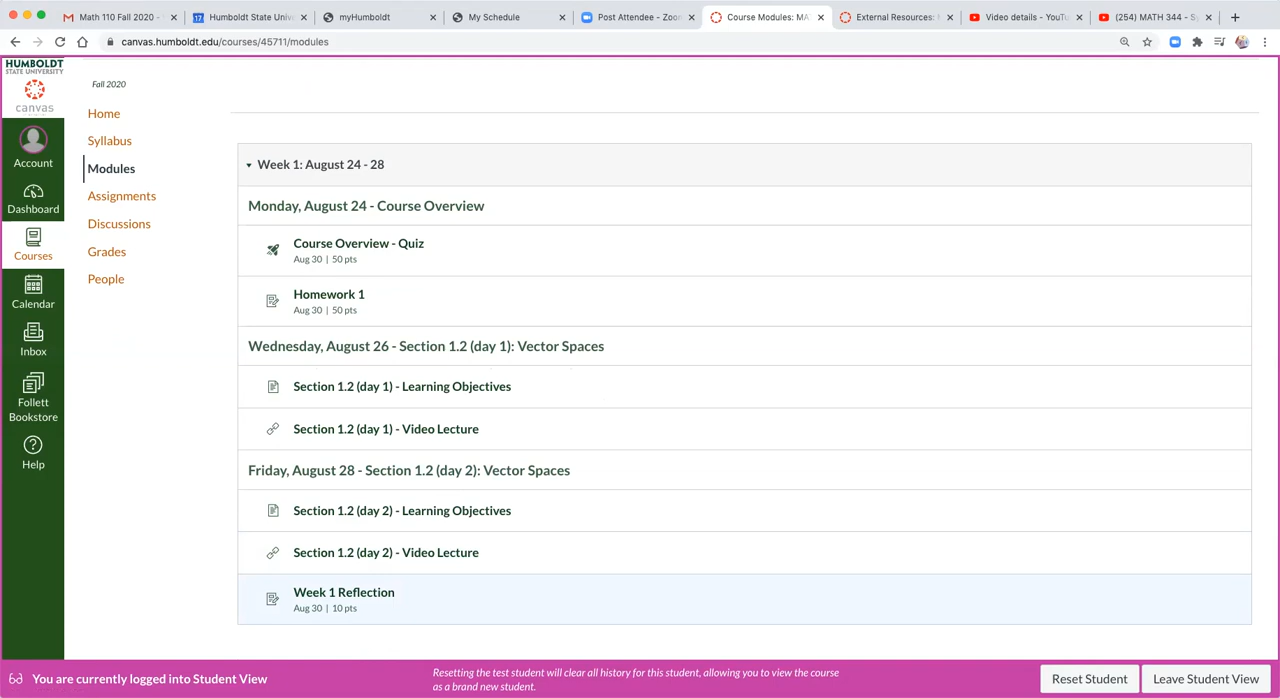 Math 110 Fall 2020 -
Humboldt State Univ
myHumboldt
My Schedule
Post Attendee - Zoom
Course Modules: MA
External Resources:
Video details - YouTu
(254) MATH 344 - S
canvas.humboldt.edu/courses/45711/modules
HUMBOLDT
STATE UNIVERSITY
canvas
Account
Dashboard
Courses
Calendar
Inbox
Follett
Bookstore
Help
Fall 2020
Home
Syllabus
Modules
Assignments
Discussions
Grades
People
Week 1: August 24 - 28
Monday, August 24 - Course Overview
Course Overview - Quiz
Aug 30 | 50 pts
Homework 1
Aug 30 | 50 pts
Wednesday, August 26 - Section 1.2 (day 1): Vector Spaces
Section 1.2 (day 1) - Learning Objectives
Section 1.2 (day 1) - Video Lecture
Friday, August 28 - Section 1.2 (day 2): Vector Spaces
Section 1.2 (day 2) - Learning Objectives
Section 1.2 (day 2) - Video Lecture
Week 1 Reflection
Aug 30 | 10 pts
You are currently logged into Student View
Resetting the test student will clear all history for this student, allowing you to view the course
as a brand new student.
Reset Student
Leave Student View